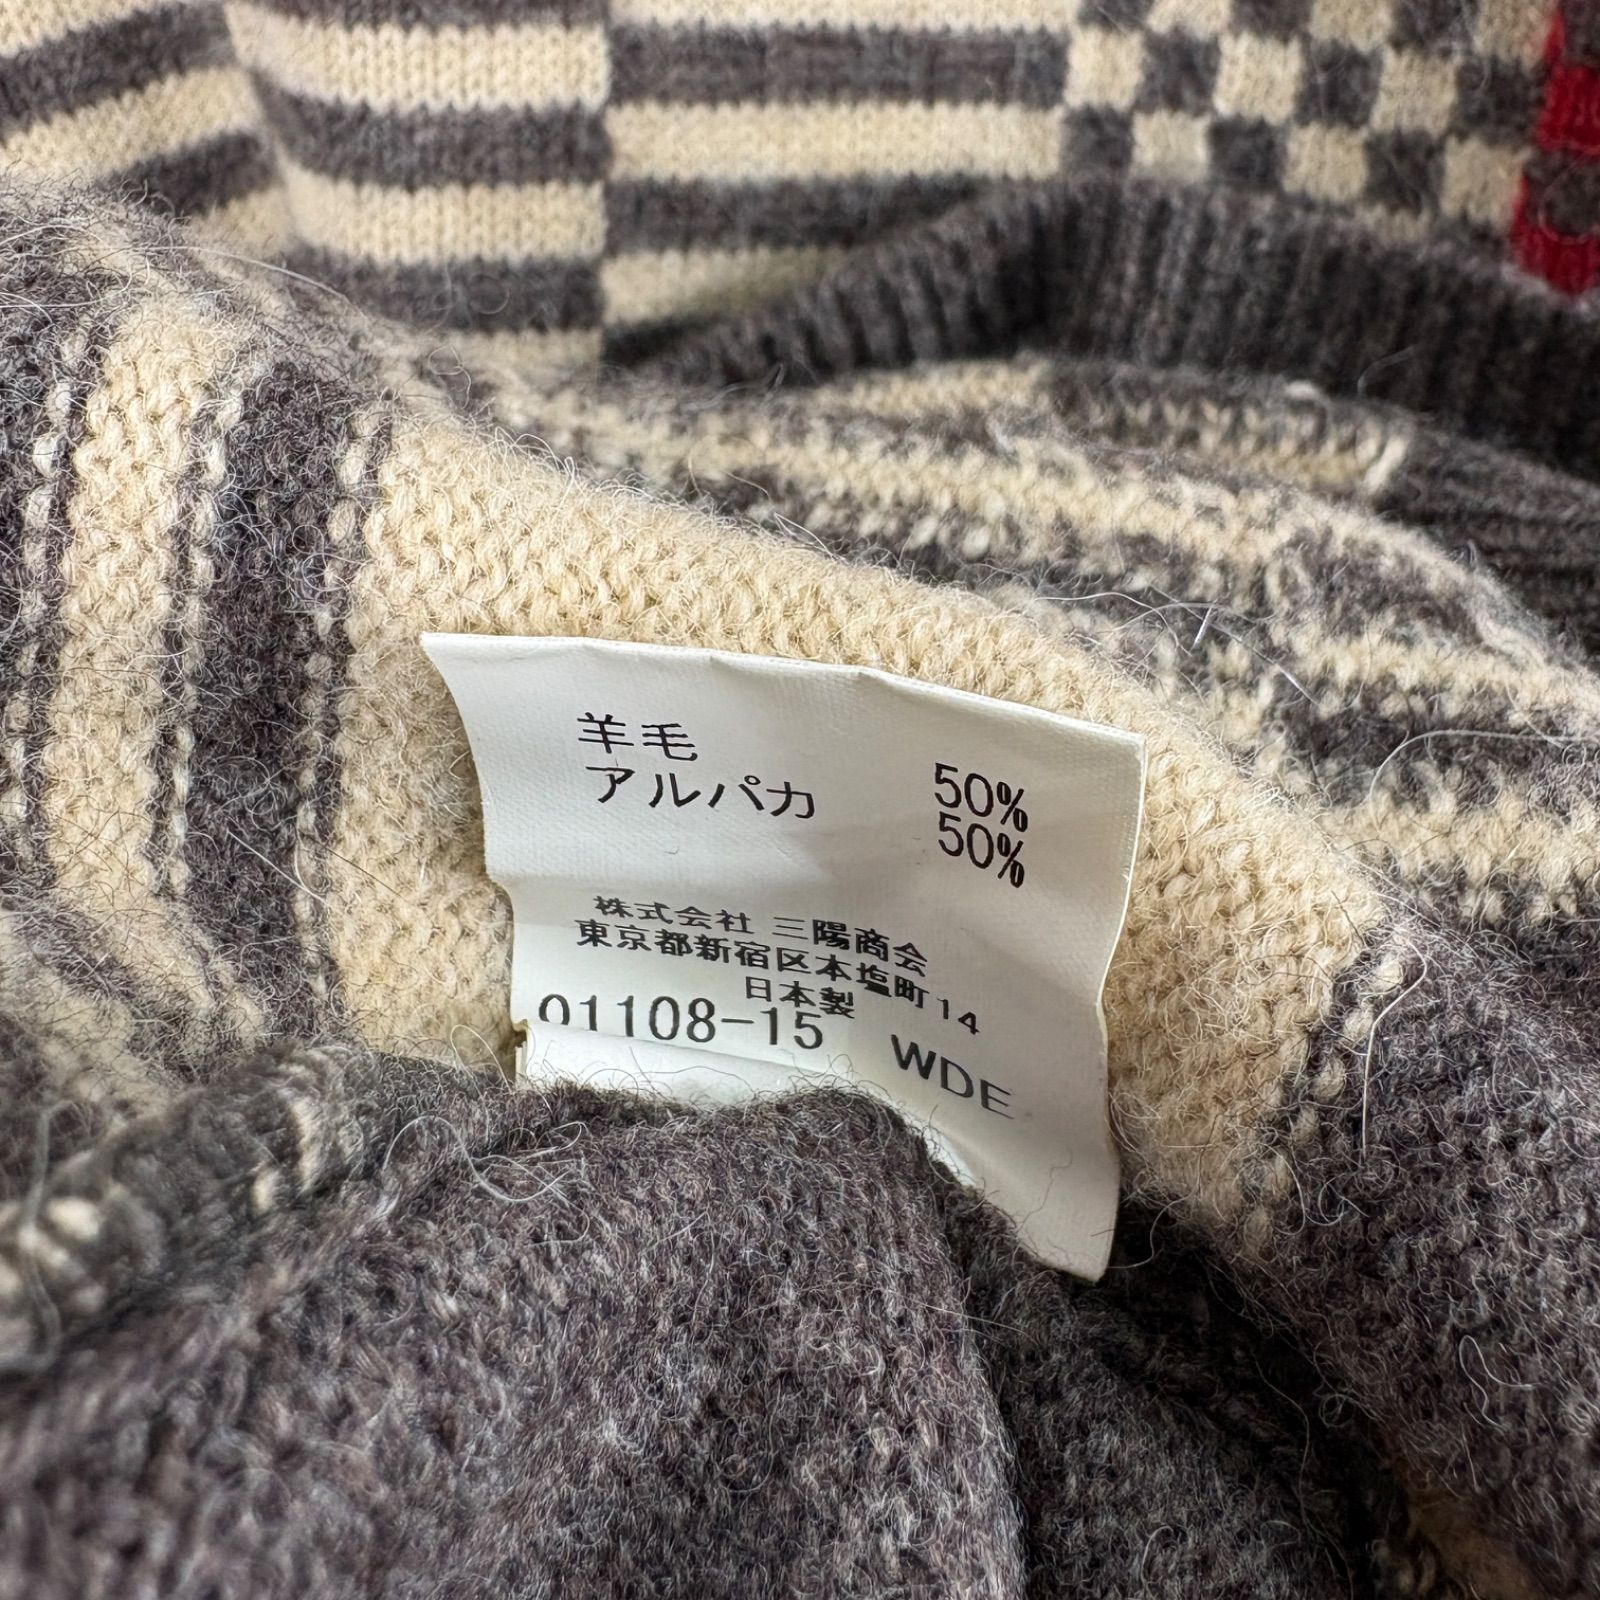 羊毛 50%
アルパカ 50%
株式会社 三陽商会
東京都新宿区本塩町14
日本製
01108-15 WDE